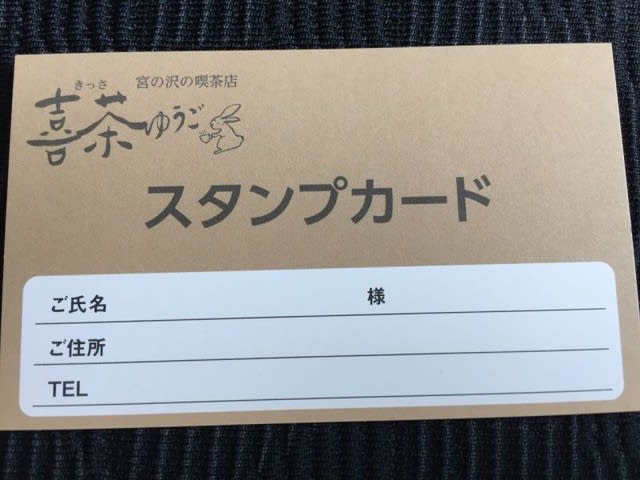 きっさ 宮の沢の喫茶店
喜茶ゆうご
スタンプカード
ご氏名 様
ご住所
TEL